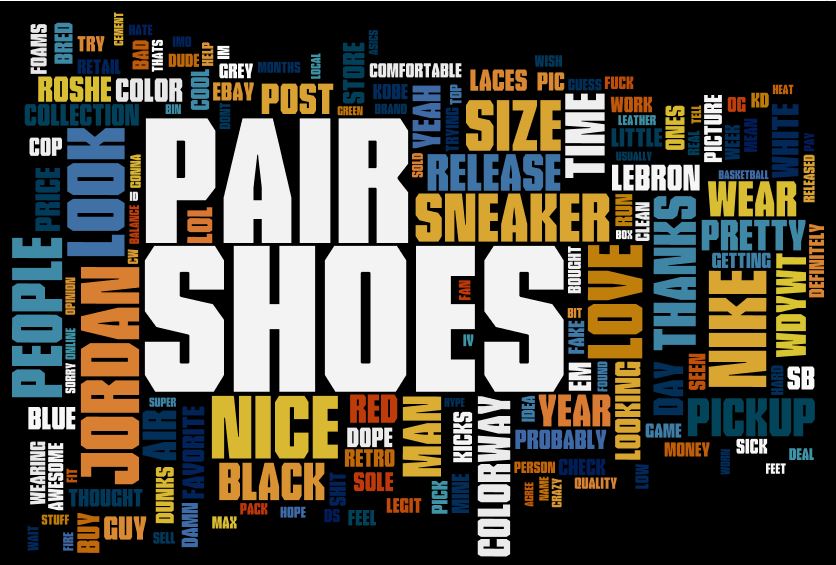 FOAMS
BRED
TRY
CEMENT
HATE
BAD
THATS
IMO
DUDE
HELP
IM
RETAIL
COOL
GREY
MONTHS
LOCAL
STORE
ASICS
ROSHE
COLOR
EBAY
POST
GREEN
COMFORTABLE
KOBE
BRAND
YEAH
TRYING
TOP
LACES
PIC
WISH
GUESS
FUCK
COLLECTION
BIN
DONT
SIZE
TIME
WORK
LEATHER
LITTLE
USUALLY
ONES
REAL
TELL
PICTURE
OG
KD
HEAT
WEEK
MEAN
WHITE
PAY
RELEASED
COP
LOOK
GONNA
ID
BALANCE
CW
PRICE
PAIR
LOL
SOLD
RELEASE
SNEAKER
LEBRON
BASKETBALL
WEAR
RUN
BOX
CLEAN
THANKS
PRETTY
GETTING
DEFINITELY
PEOPLE
OPINION
ONLINE
SORRY
JORDAN
SHOES
FAN
IV
BOUGHT
BIT
FAKE
EM
FOUND
LOVE
LOOKING
DAY
SEEN
NIKE
WDYWT
HARD
SB
BLUE
SUPER
AIR
FAVORITE
NICE
RED
DOPE
RETRO
MAN
HYPE
KICKS
COLORWAY
IDEA
YEAR
PROBABLY
GAME
PICKUP
WEARING
AWESOME
FIT
THOUGHT
DUNKS
BLACK
SHIT
SOLE
PICK
MINE
PERSON
CHECK
AGREE
NAME
CRAZY
QUALITY
LOW
MONEY
SICK
FEET
DEAL
WAIT
STUFF
FIRE
BUY
GUY
SELL
DAMN
MAX
PACK
HOPE
DS
FEEL
LEGIT